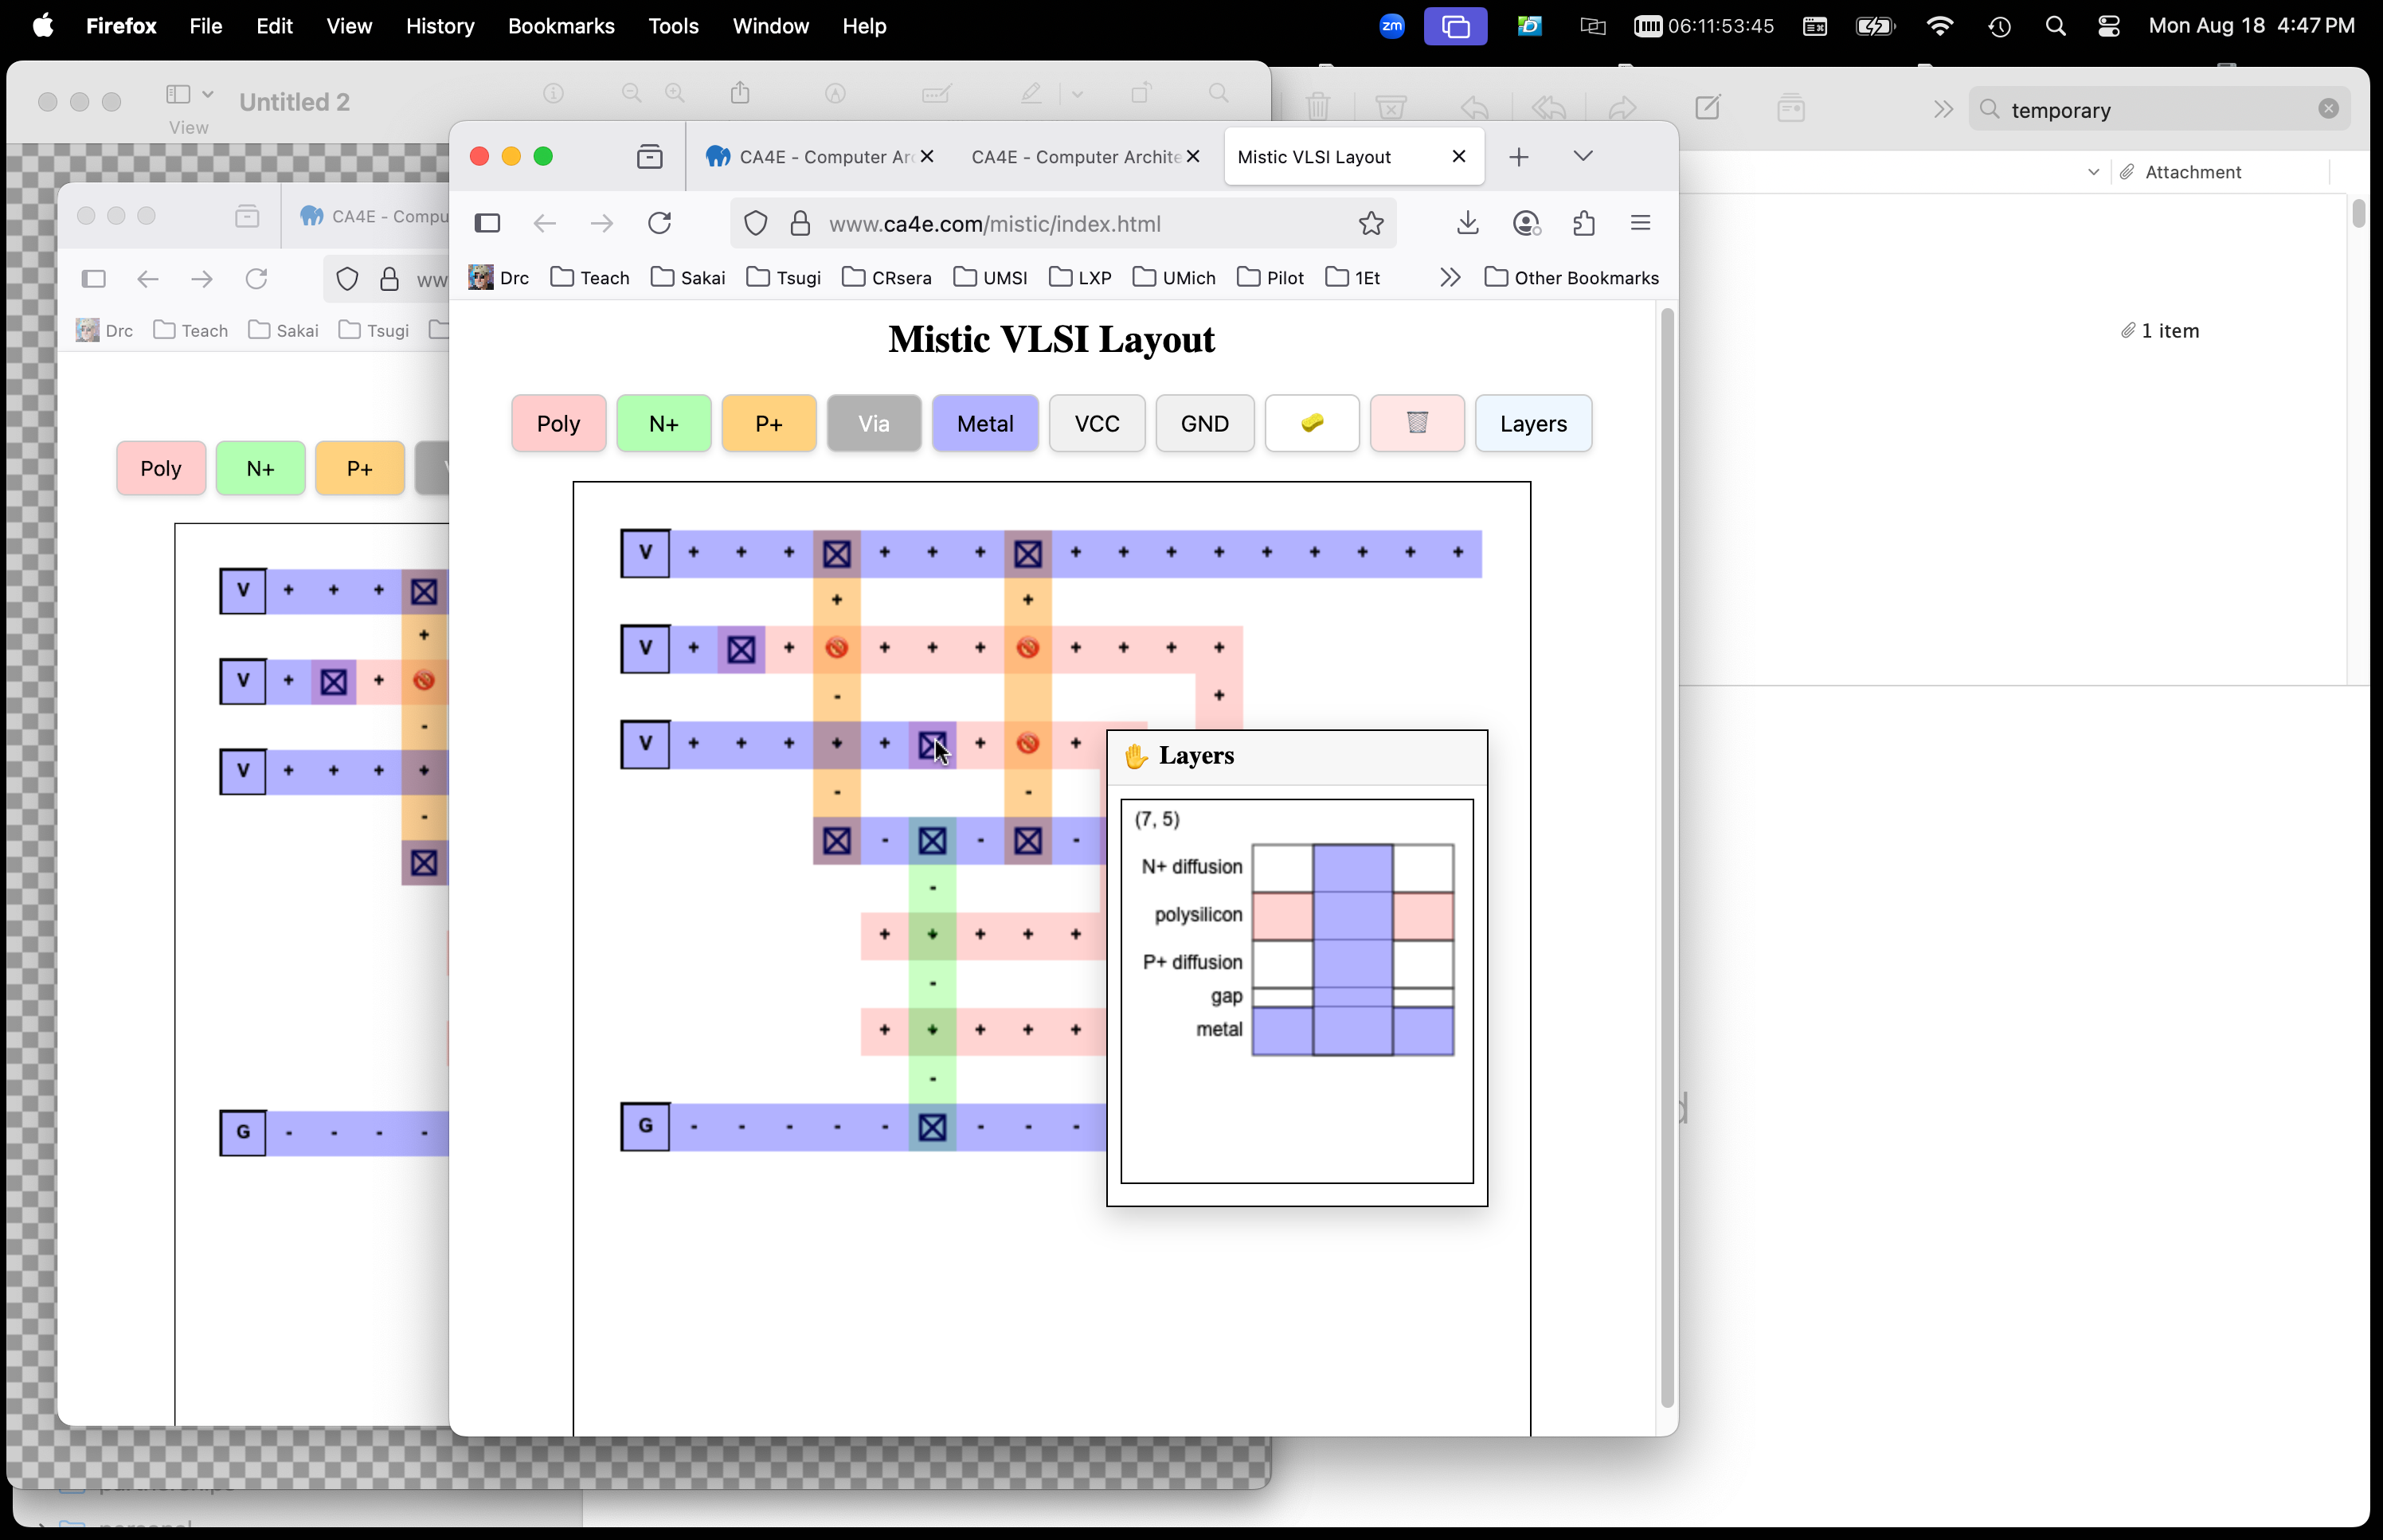 Firefox File Edit View History Bookmarks Tools Window Help zm 06:11:53:45 Mon Aug 18 4:47 PM
Untitled 2
View
temporary
Attachment
1 item
CA4E - Compu
ww
Drc Teach Sakai Tsugi
Poly N+ P+
V + + +
+
V + +
-
V + + + +
-
G - - - -
CA4E - Computer Arc CA4E - Computer Archite Mistic VLSI Layout
www.ca4e.com/mistic/index.html
Drc Teach Sakai Tsugi CRsera UMSI LXP UMich Pilot 1Et Other Bookmarks
Mistic VLSI Layout
Poly N+ P+ Via Metal VCC GND Layers
V + + + + + + + + + + + + + + +
+ +
V + + + + + + + + +
- +
V + + + + + + +
- -
- - -
-
+ + + + +
-
+ + + + +
-
G - - - - - - - -
Layers
(7, 5)
N+ diffusion
polysilicon
P+ diffusion
gap
metal